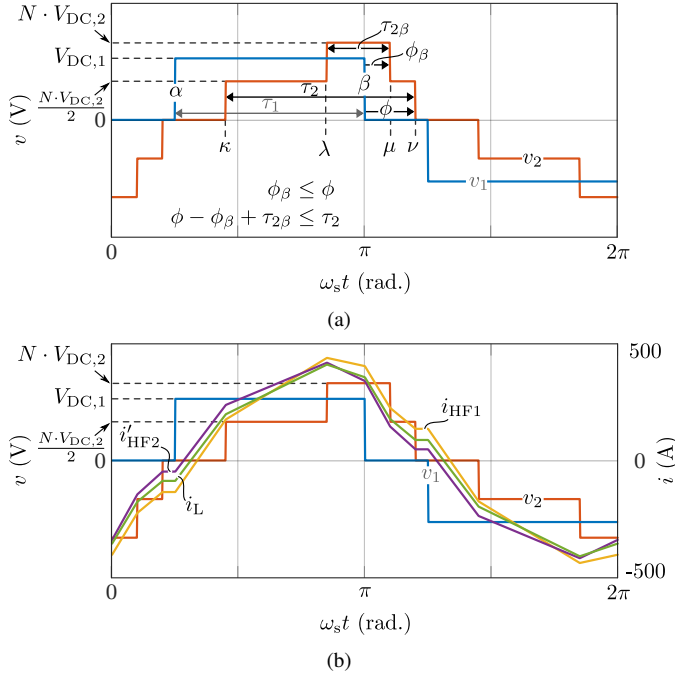 N · V_DC,2
V_DC,1
N·V_DC,2/2
0
v (V)
τ_2β
ϕ_β
α
τ_2
β
τ_1
ϕ
κ
λ
μ
ν
v_2
v_1
ϕ_β ≤ ϕ
ϕ − ϕ_β + τ_2β ≤ τ_2
0
π
2π
ω_s t (rad.)
(a)
N · V_DC,2
V_DC,1
N·V_DC,2/2
0
v (V)
500
0
-500
i (A)
i_HF1
i′_HF2
i_L
v_1
v_2
0
π
2π
ω_s t (rad.)
(b)